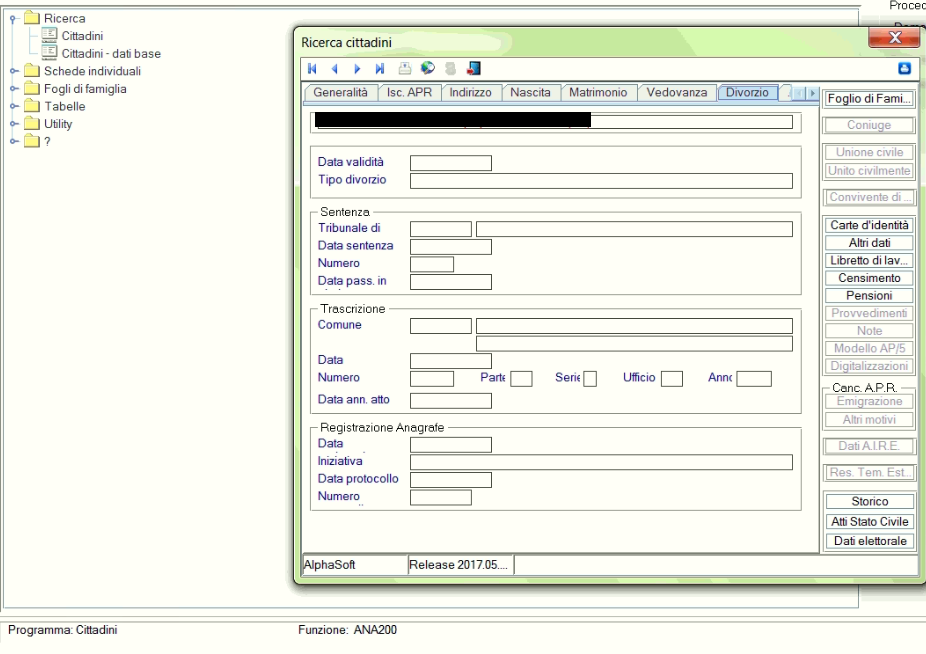 Proced
Ricerca
Cittadini
Cittadini - dati base
Schede individuali
Fogli di famiglia
Tabelle
Utility
?
Ricerca cittadini
X
Generalità Isc. APR Indirizzo Nascita Matrimonio Vedovanza Divorzio
Foglio di Fami...
Coniuge
Unione civile
Unito civilmente
Convivente di ...
Carte d'identità
Altri dati
Libretto di lav...
Censimento
Pensioni
Provvedimenti
Note
Modello AP/5
Digitalizzazioni
Canc. A.P.R.
Emigrazione
Altri motivi
Dati A.I.R.E.
Res. Tem. Est...
Storico
Atti Stato Civile
Dati elettorale
Data validità
Tipo divorzio
Sentenza
Tribunale di
Data sentenza
Numero
Data pass. in
Trascrizione
Comune
Data
Numero Parte Serie Ufficio Anno
Data ann. atto
Registrazione Anagrafe
Data
Iniziativa
Data protocollo
Numero
AlphaSoft Release 2017.05....
Programma: Cittadini Funzione: ANA200